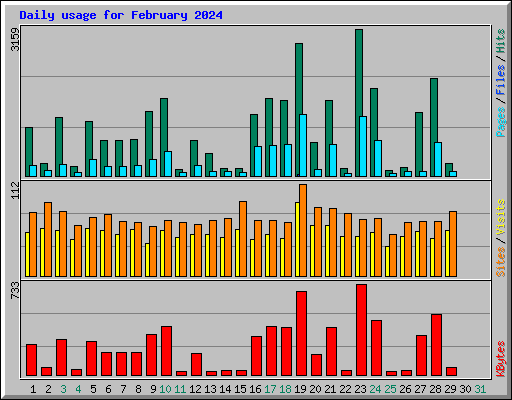 Daily usage for February 2024
3159
Pages / Files / Hits
112
Sites / Visits
733
KBytes
1 2 3 4 5 6 7 8 9 10 11 12 13 14 15 16 17 18 19 20 21 22 23 24 25 26 27 28 29 30 31